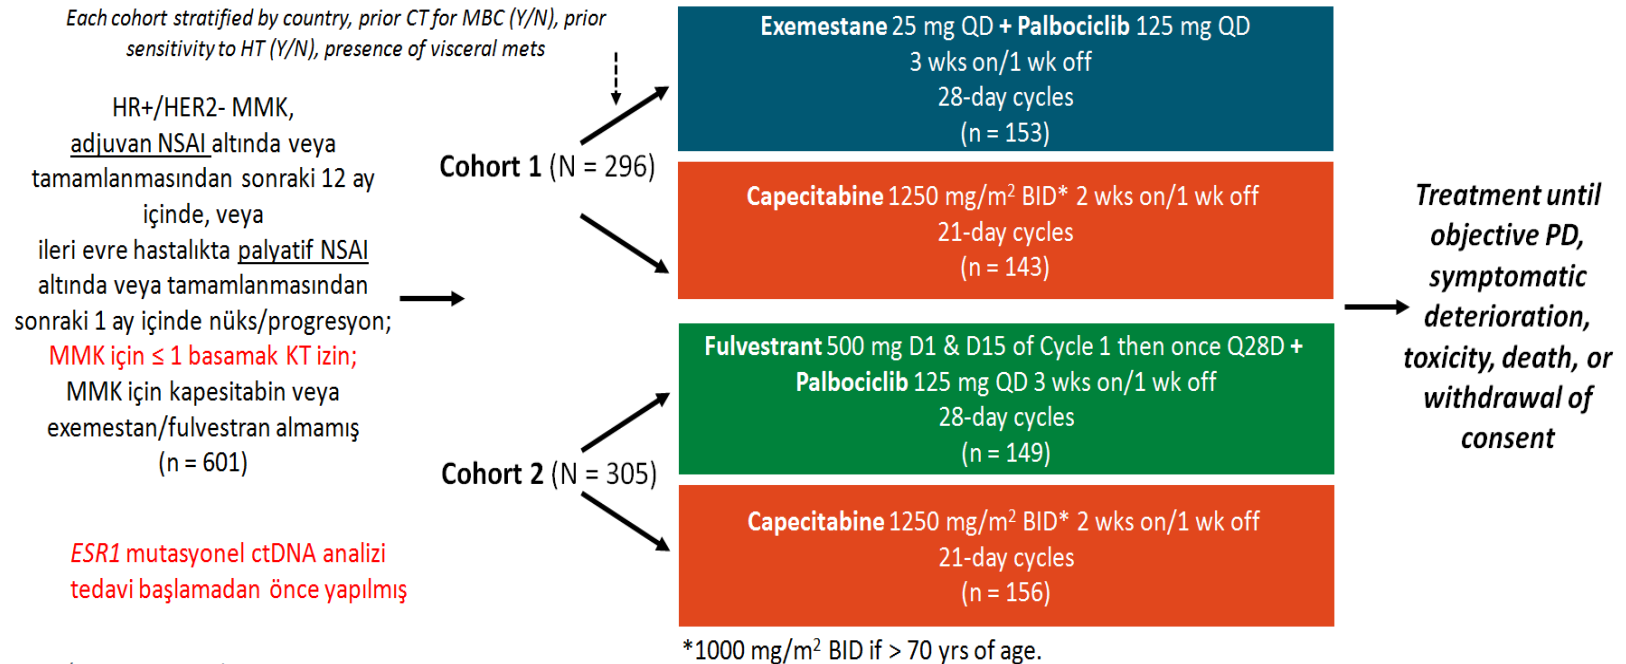 Each cohort stratified by country, prior CT for MBC (Y/N), prior
sensitivity to HT (Y/N), presence of visceral mets
HR+/HER2- MMK,
adjuvan NSAI altında veya
tamamlanmasından sonraki 12 ay
içinde, veya
ileri evre hastalıkta palyatif NSAI
altında veya tamamlanmasından
sonraki 1 ay içinde nüks/progresyon;
MMK için ≤ 1 basamak KT izin;
MMK için kapesitabin veya
exemestan/fulvestran almamış
(n = 601)
ESR1 mutasyonel ctDNA analizi
tedavi başlamadan önce yapılmış
Cohort 1 (N = 296)
Cohort 2 (N = 305)
Exemestane 25 mg QD + Palbociclib 125 mg QD
3 wks on/1 wk off
28-day cycles
(n = 153)
Capecitabine 1250 mg/m² BID* 2 wks on/1 wk off
21-day cycles
(n = 143)
Fulvestrant 500 mg D1 & D15 of Cycle 1 then once Q28D +
Palbociclib 125 mg QD 3 wks on/1 wk off
28-day cycles
(n = 149)
Capecitabine 1250 mg/m² BID* 2 wks on/1 wk off
21-day cycles
(n = 156)
*1000 mg/m² BID if > 70 yrs of age.
Treatment until
objective PD,
symptomatic
deterioration,
toxicity, death, or
withdrawal of
consent